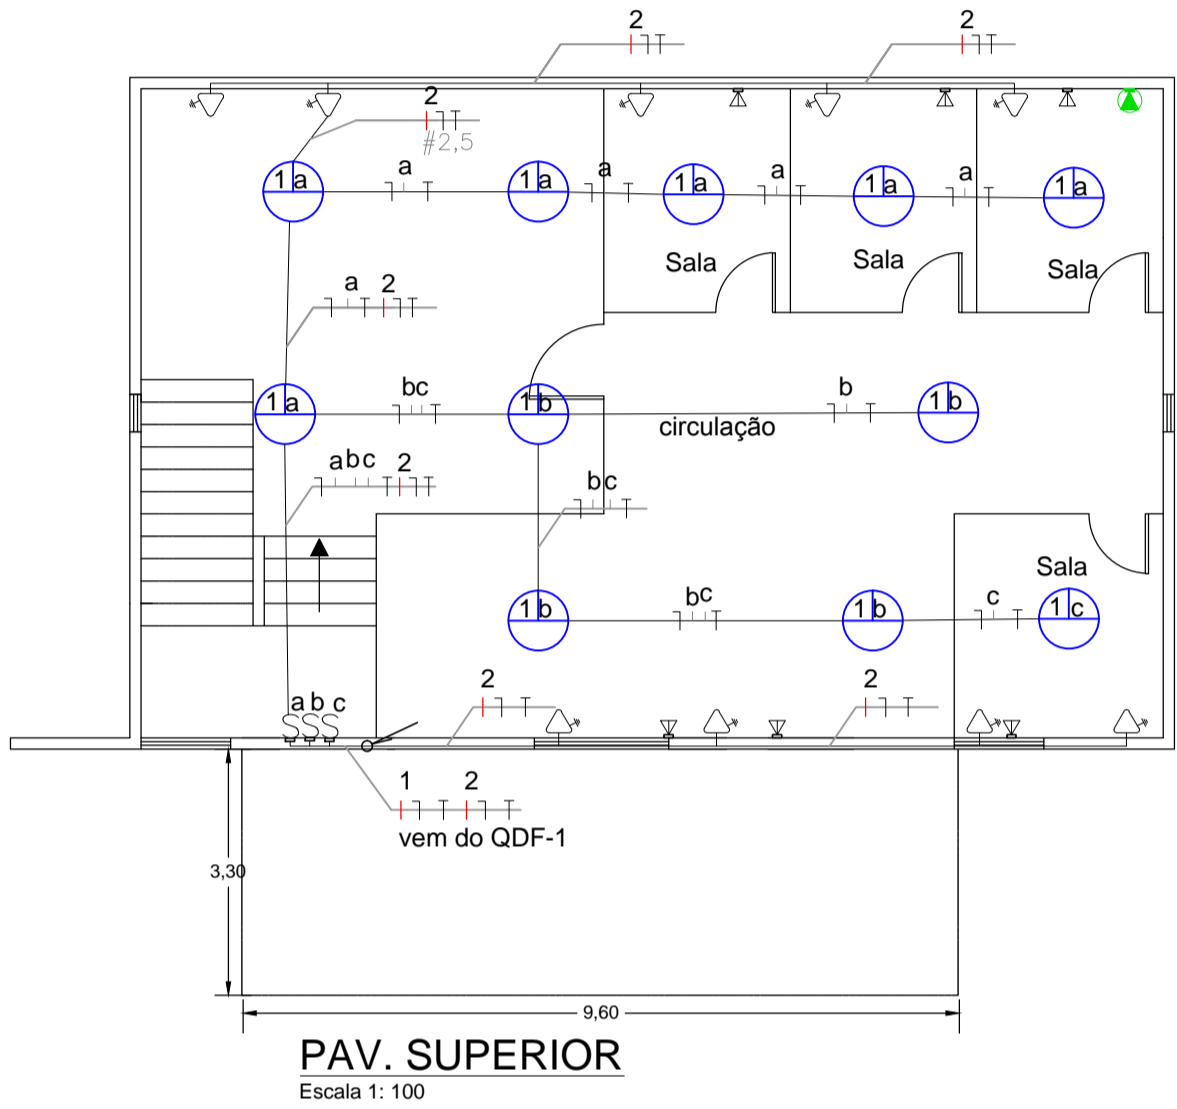 2 2
2
#2,5
a a a a
1 a 1 a 1 a 1 a 1 a
Sala Sala Sala
a 2
bc b
1 a 1 b 1 b
circulação
abc 2
bc
Sala
bc c
1 b 1 b 1 c
2 2
a b c
S S S
1 2
vem do QDF-1
3,30
9,60
PAV. SUPERIOR
Escala 1: 100